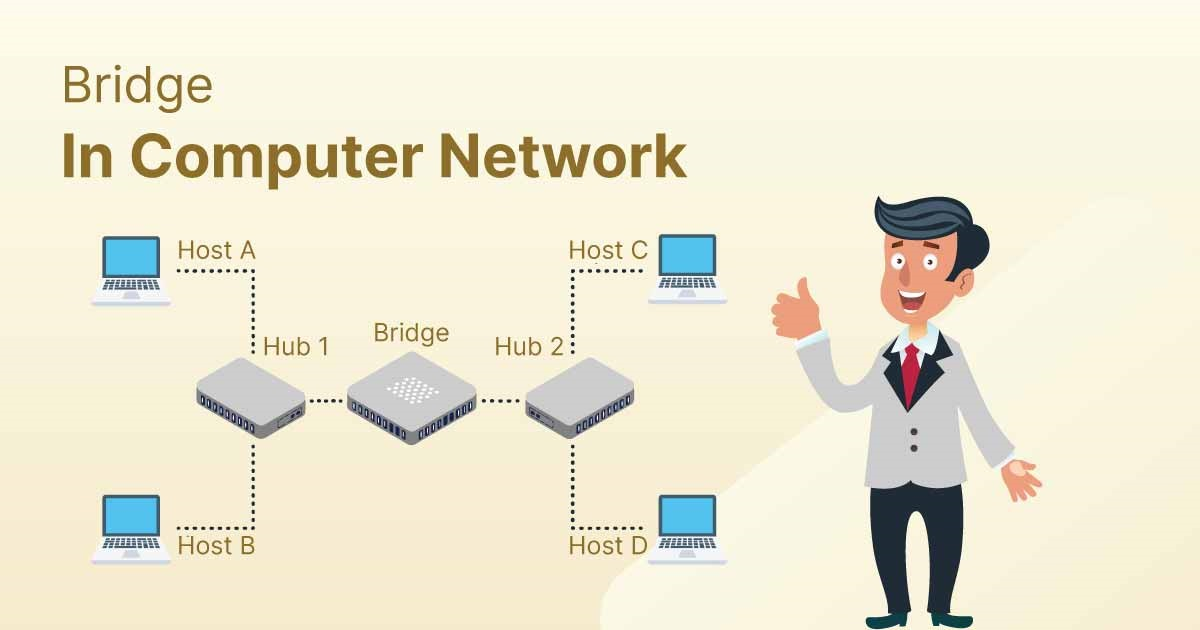 Bridge
In Computer Network
Host A
Host C
Hub 1
Bridge
Hub 2
Host B
Host D